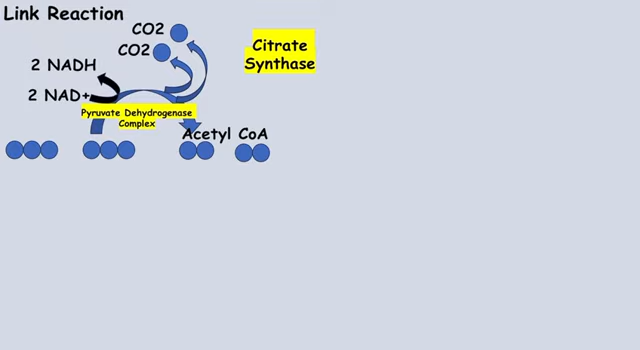 Link Reaction
CO2
CO2
Citrate
Synthase
2 NADH
2 NAD+
Pyruvate Dehydrogenase
Complex
Acetyl CoA